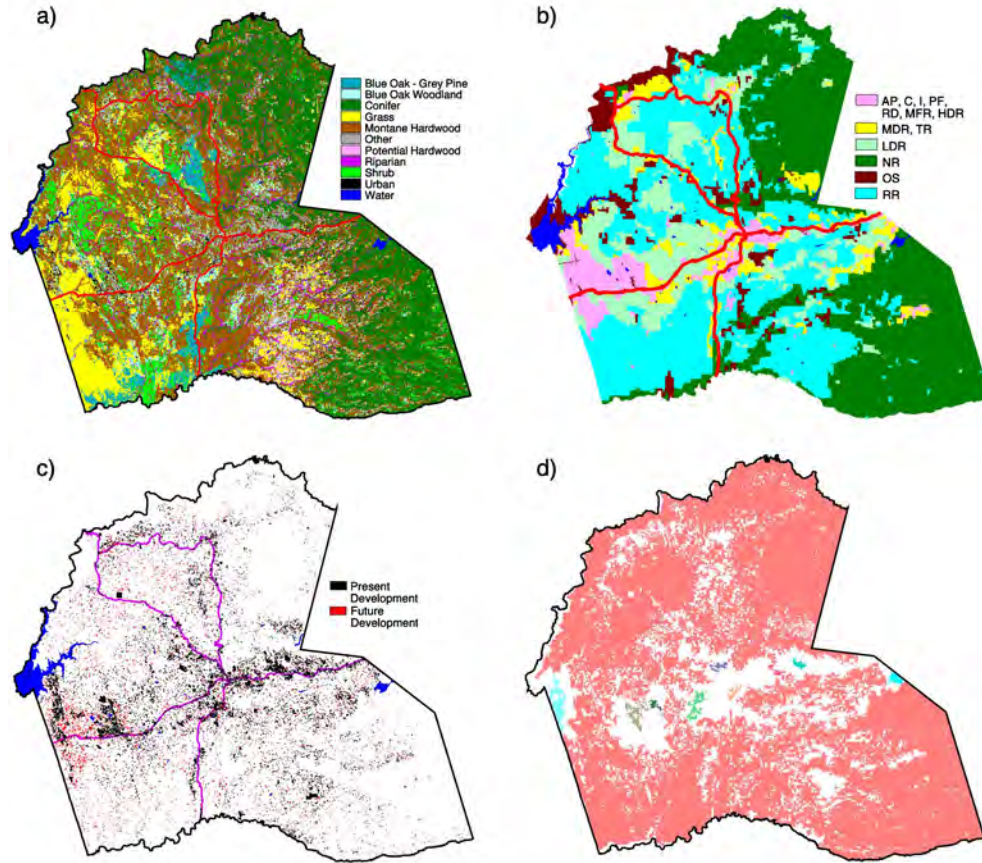 a)
Blue Oak - Grey Pine
Blue Oak Woodland
Conifer
Grass
Montane Hardwood
Other
Potential Hardwood
Riparian
Shrub
Urban
Water
b)
AP, C, I, PF,
RD, MFR, HDR
MDR, TR
LDR
NR
OS
RR
c)
Present
Development
Future
Development
d)